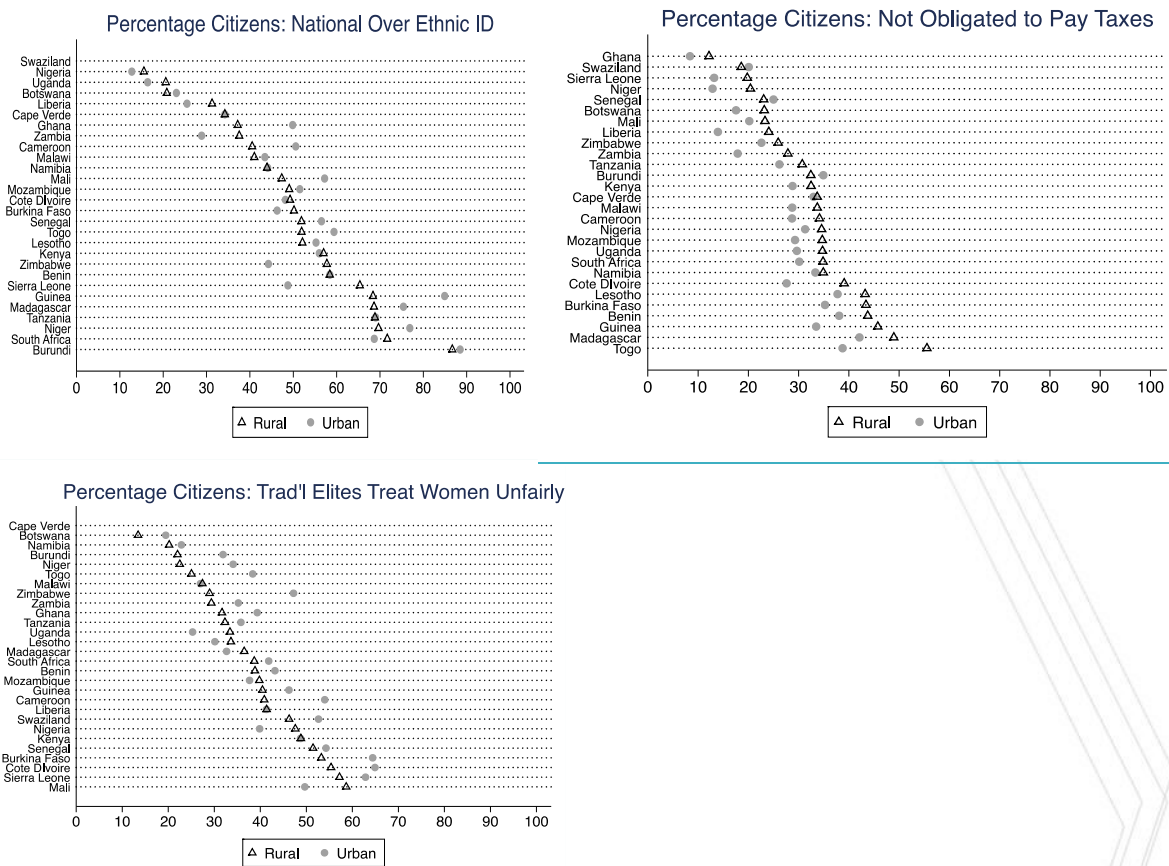 Percentage Citizens: National Over Ethnic ID
Swaziland
Nigeria
Uganda
Botswana
Liberia
Cape Verde
Ghana
Zambia
Cameroon
Malawi
Namibia
Mali
Mozambique
Cote DIvoire
Burkina Faso
Senegal
Togo
Lesotho
Kenya
Zimbabwe
Benin
Sierra Leone
Guinea
Madagascar
Tanzania
Niger
South Africa
Burundi
0 10 20 30 40 50 60 70 80 90 100
Rural Urban
Percentage Citizens: Not Obligated to Pay Taxes
Ghana
Swaziland
Sierra Leone
Niger
Senegal
Botswana
Mali
Liberia
Zimbabwe
Zambia
Tanzania
Burundi
Kenya
Cape Verde
Malawi
Cameroon
Nigeria
Mozambique
Uganda
South Africa
Namibia
Cote DIvoire
Lesotho
Burkina Faso
Benin
Guinea
Madagascar
Togo
0 10 20 30 40 50 60 70 80 90 100
Rural Urban
Percentage Citizens: Trad'l Elites Treat Women Unfairly
Cape Verde
Botswana
Namibia
Burundi
Niger
Togo
Malawi
Zimbabwe
Zambia
Ghana
Tanzania
Uganda
Lesotho
Madagascar
South Africa
Benin
Mozambique
Guinea
Cameroon
Liberia
Swaziland
Nigeria
Kenya
Senegal
Burkina Faso
Cote DIvoire
Sierra Leone
Mali
0 10 20 30 40 50 60 70 80 90 100
Rural Urban